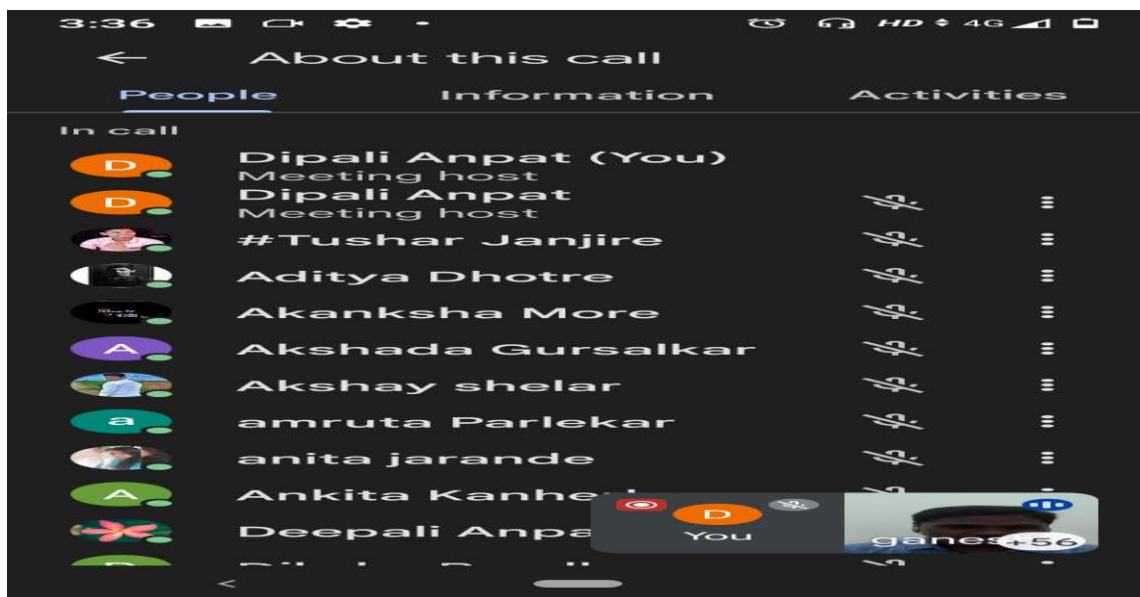 3:36 HD 4G
About this call
People Information Activities
In call
D Dipali Anpat (You)
Meeting host
D Dipali Anpat
Meeting host
#Tushar Janjire
Aditya Dhotre
Akanksha More
A Akshada Gursalkar
Akshay shelar
a amruta Parlekar
anita jarande
A Ankita
Deepali
D
You
+56